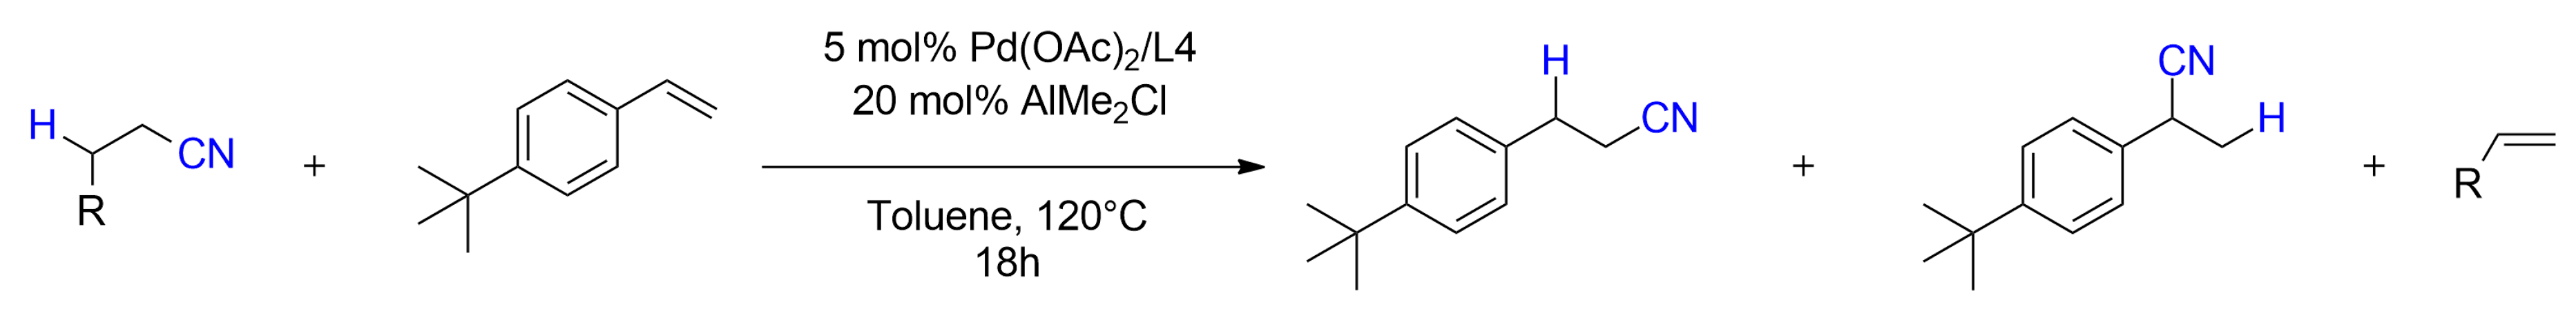 H
CN
R
+
5 mol% Pd(OAc)₂/L4
20 mol% AlMe₂Cl
Toluene, 120°C
18h
H
CN
+
CN
H
+
R